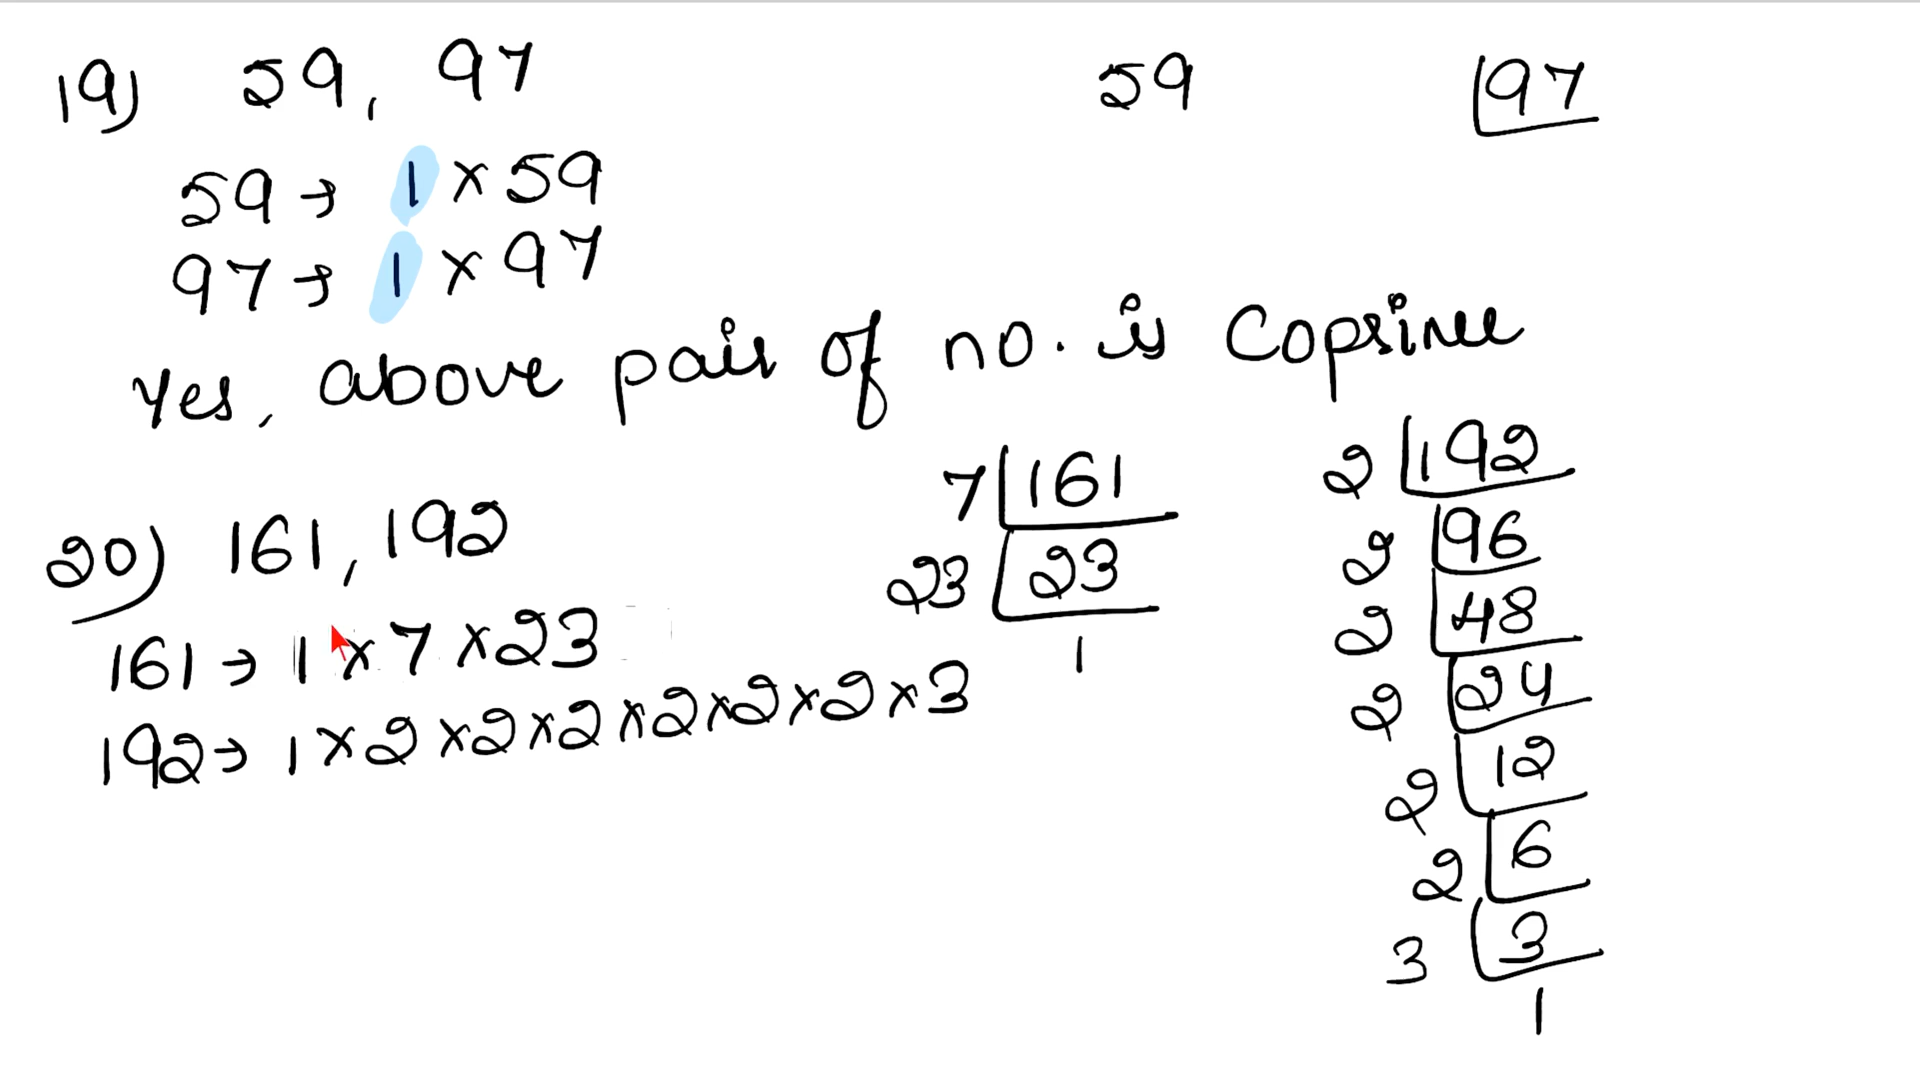 19) 59, 97
59 → 1 × 59
97 → 1 × 97
Yes, above pair of no. is Coprime
59
97
20) 161, 192
161 → 1 × 7 × 23
192 → 1 × 2 × 2 × 2 × 2 × 2 × 2 × 3
7 | 161
23 | 23
1
2 | 192
2 | 96
2 | 48
2 | 24
2 | 12
2 | 6
3 | 3
1